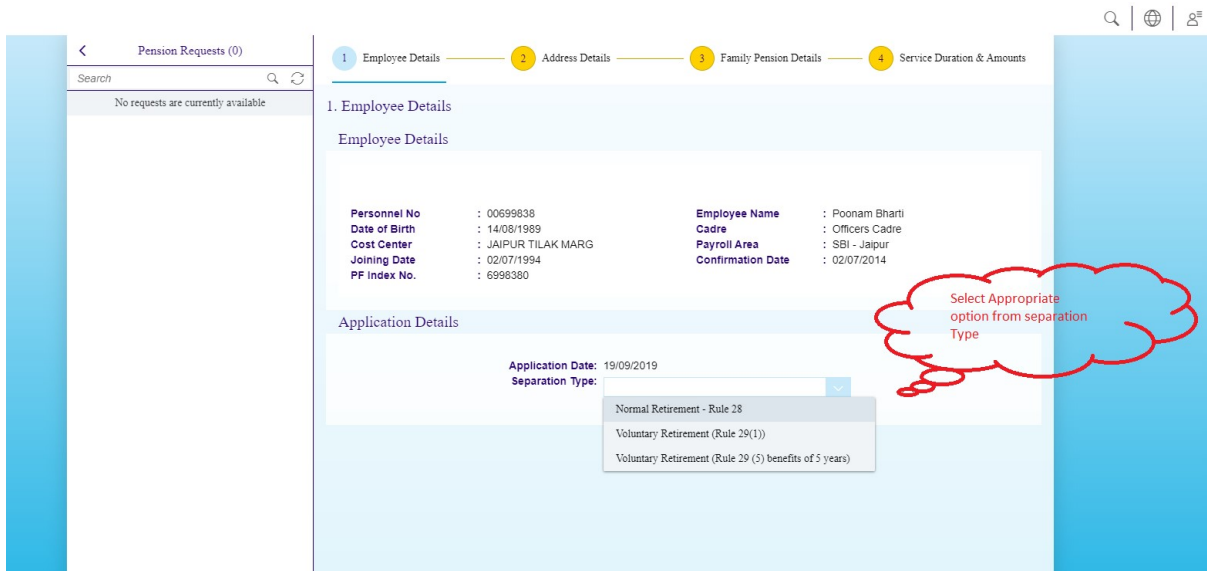 Pension Requests (0)
Search
No requests are currently available
1 Employee Details
2 Address Details
3 Family Pension Details
4 Service Duration & Amounts
1. Employee Details
Employee Details
Personnel No : 00699838
Date of Birth : 14/08/1989
Cost Center : JAIPUR TILAK MARG
Joining Date : 02/07/1994
PF Index No. : 6998380
Employee Name : Poonam Bharti
Cadre : Officers Cadre
Payroll Area : SBI - Jaipur
Confirmation Date : 02/07/2014
Select Appropriate
option from separation
Type
Application Details
Application Date: 19/09/2019
Separation Type:
Normal Retirement - Rule 28
Voluntary Retirement (Rule 29(1))
Voluntary Retirement (Rule 29 (5) benefits of 5 years)